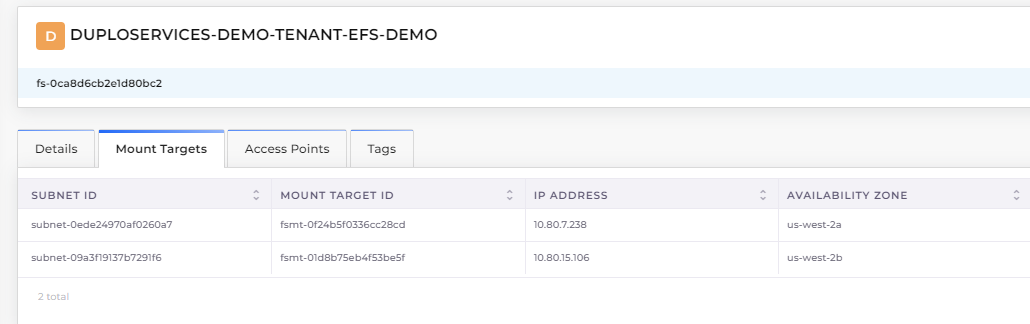 D DUPLOSERVICES-DEMO-TENANT-EFS-DEMO
fs-0ca8d6cb2e1d80bc2
Details Mount Targets Access Points Tags
SUBNET ID MOUNT TARGET ID IP ADDRESS AVAILABILITY ZONE
subnet-0ede24970af0260a7 fsmt-0f24b5f0336cc28cd 10.80.7.238 us-west-2a
subnet-09a3f19137b7291f6 fsmt-01d8b75eb4f53be5f 10.80.15.106 us-west-2b
2 total